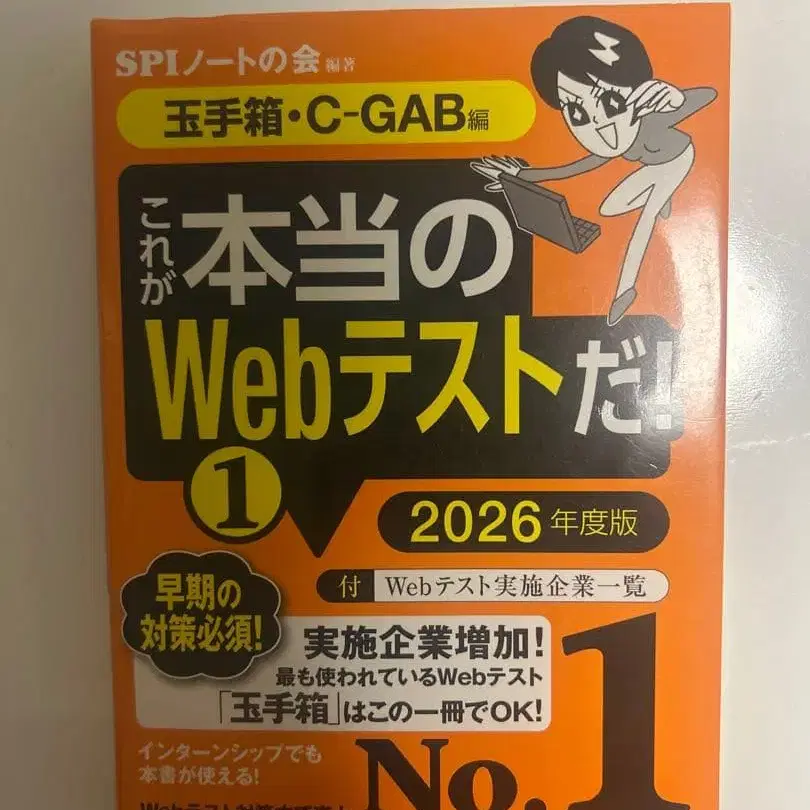 SPIノートの会 編著
玉手箱・C-GAB編
これが
本当の
Webテストだ!
1
2026年度版
付 Webテスト実施企業一覧
早期の
対策必須!
実施企業増加!
最も使われているWebテスト
「玉手箱」はこの一冊でOK!
インターンシップでも
本書が使える!
No.1